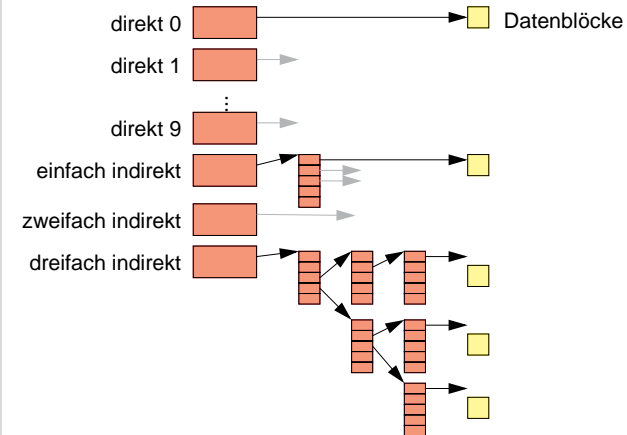 direkt 0
Datenblöcke
direkt 1
...
direkt 9
einfach indirekt
zweifach indirekt
dreifach indirekt